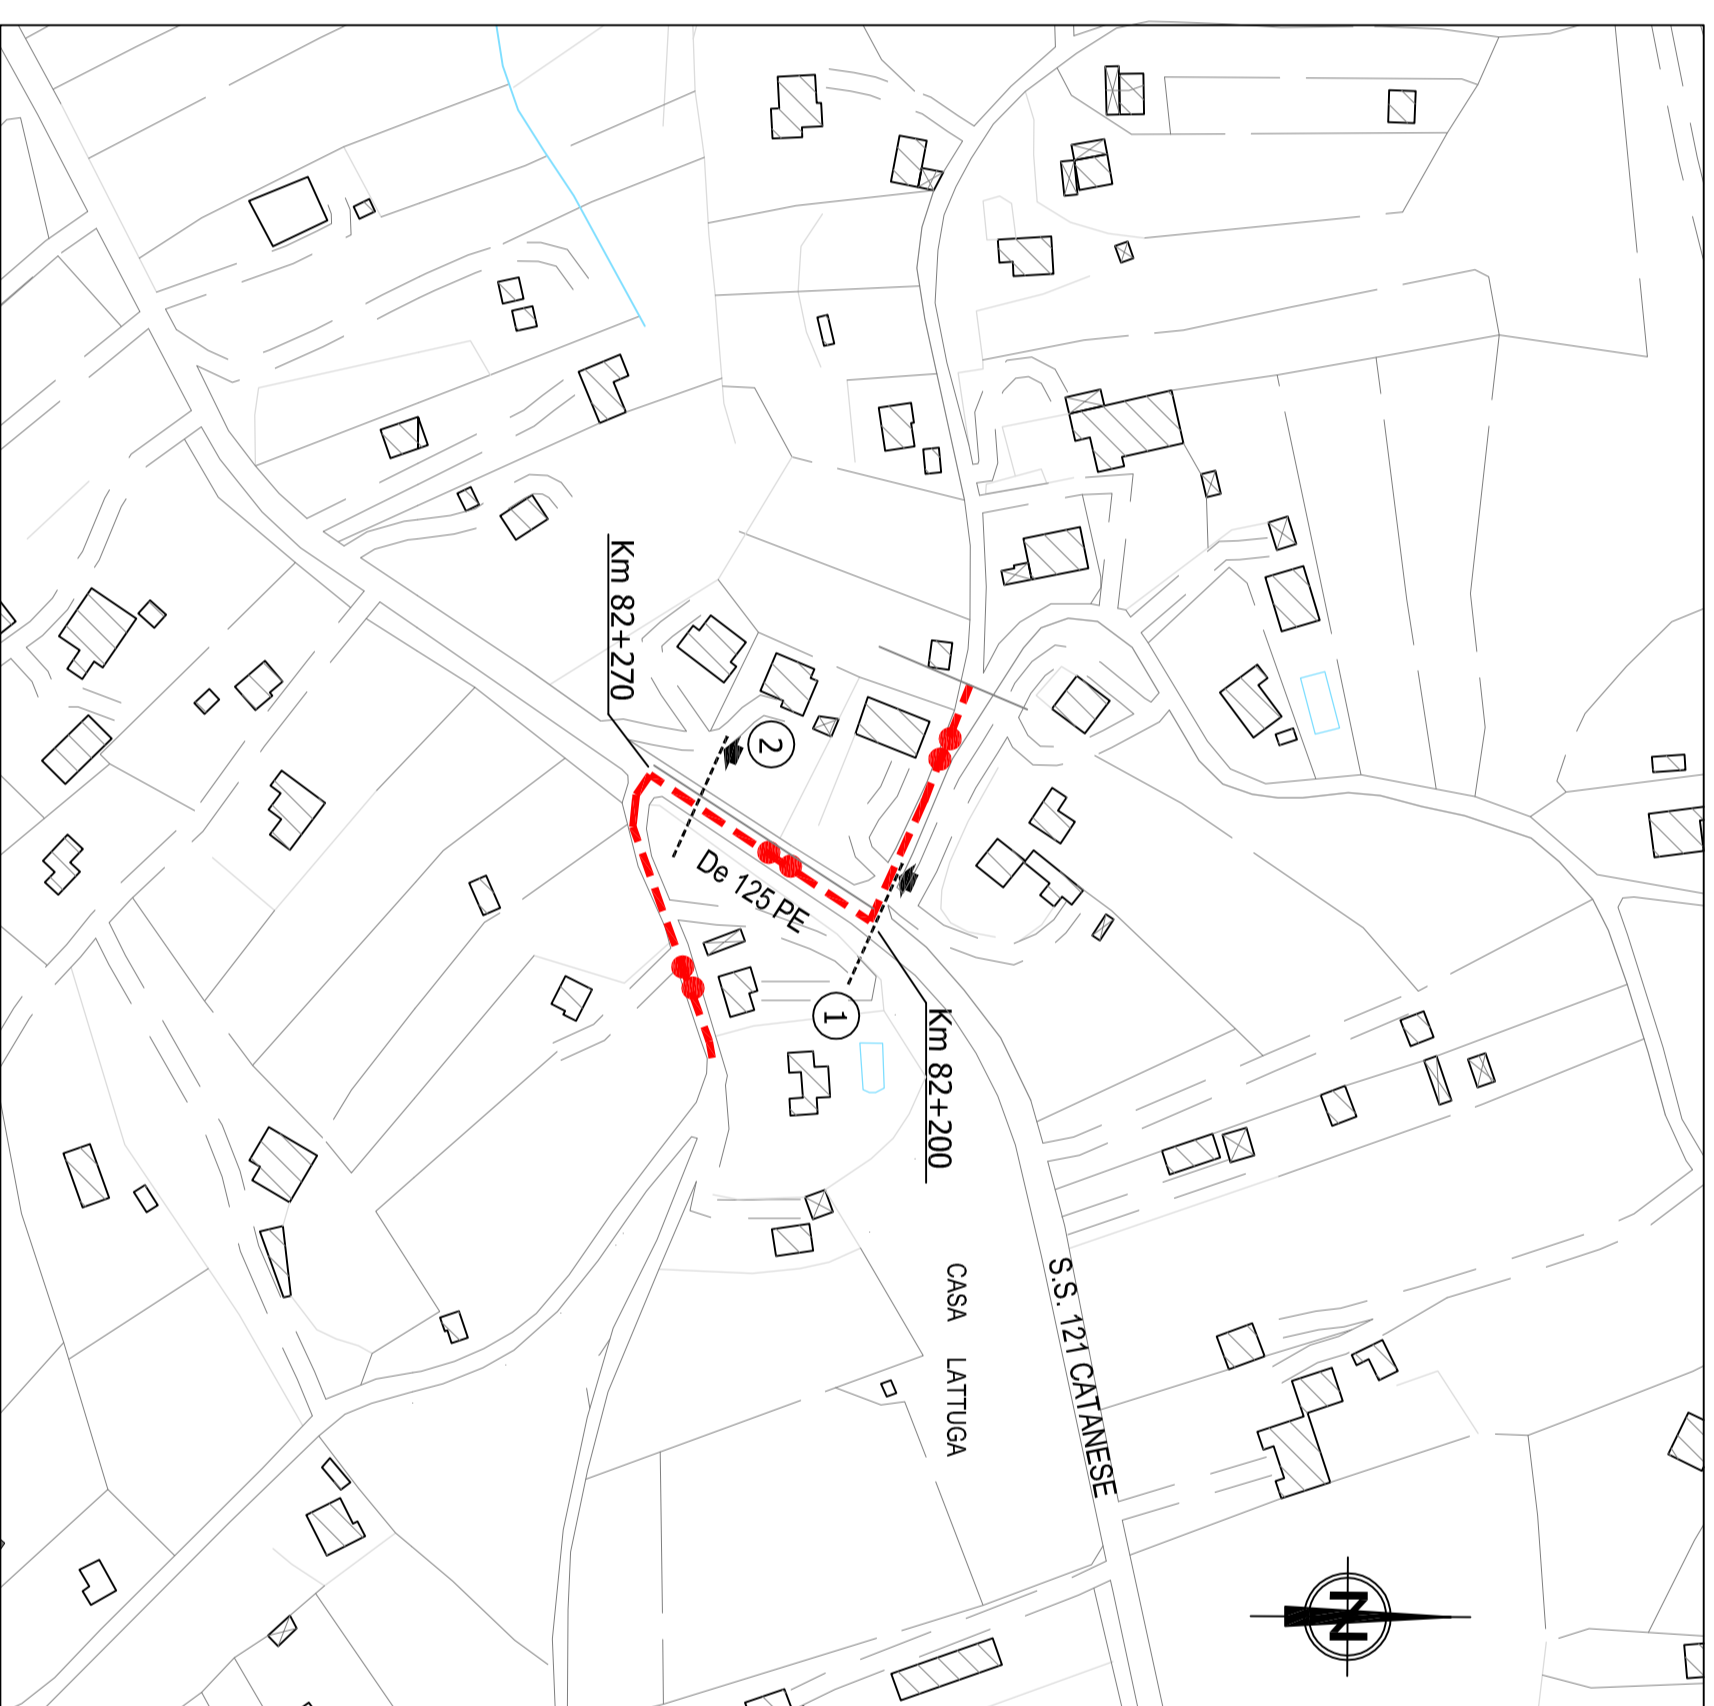 Km 82+270
2
De 125 PE
1
Km 82+200
CASA LATTUGA
S.S. 121 CATANESE
N